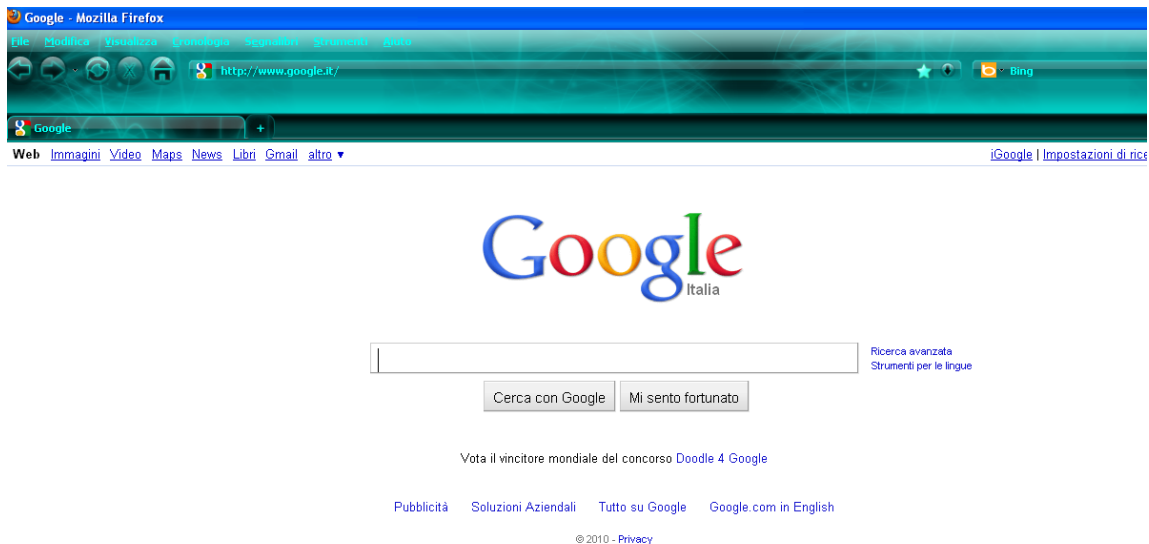 Google - Mozilla Firefox
File Modifica Visualizza Cronologia Segnalibri Strumenti Aiuto
http://www.google.it/ Bing
Google +
Web Immagini Video Maps News Libri Gmail altro ▼ iGoogle | Impostazioni di rice
Google
Italia
Ricerca avanzata
Strumenti per le lingue
Cerca con Google Mi sento fortunato
Vota il vincitore mondiale del concorso Doodle 4 Google
Pubblicità Soluzioni Aziendali Tutto su Google Google.com in English
© 2010 - Privacy